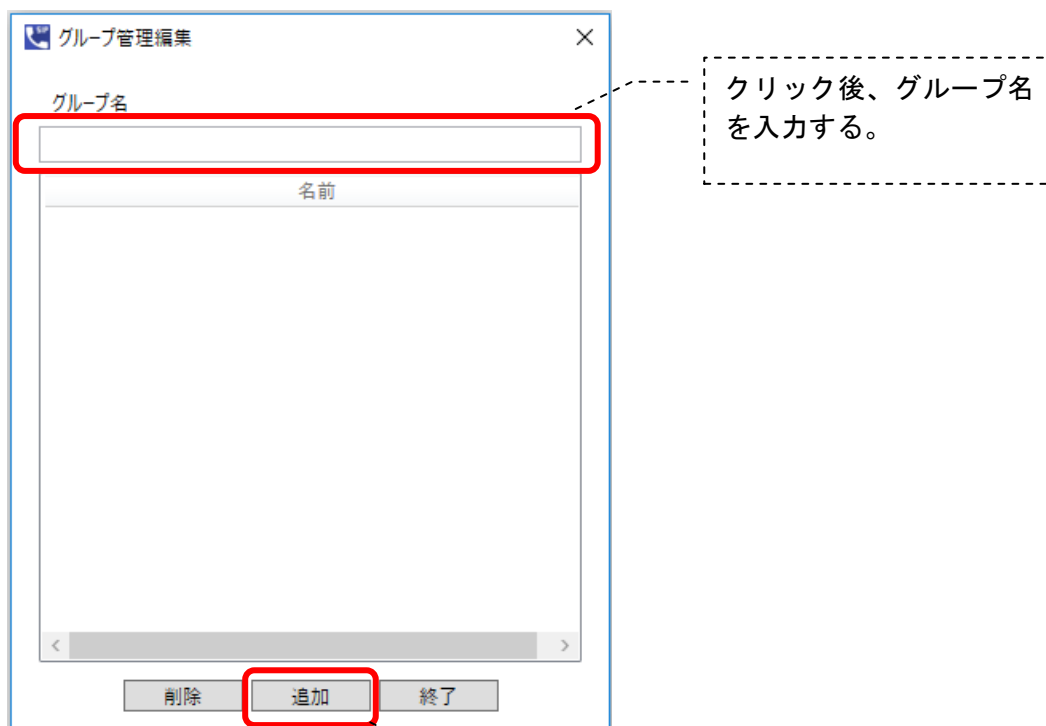 SIP
グループ管理編集
グループ名
クリック後、グループ名
を入力する。
名前
削除
追加
終了